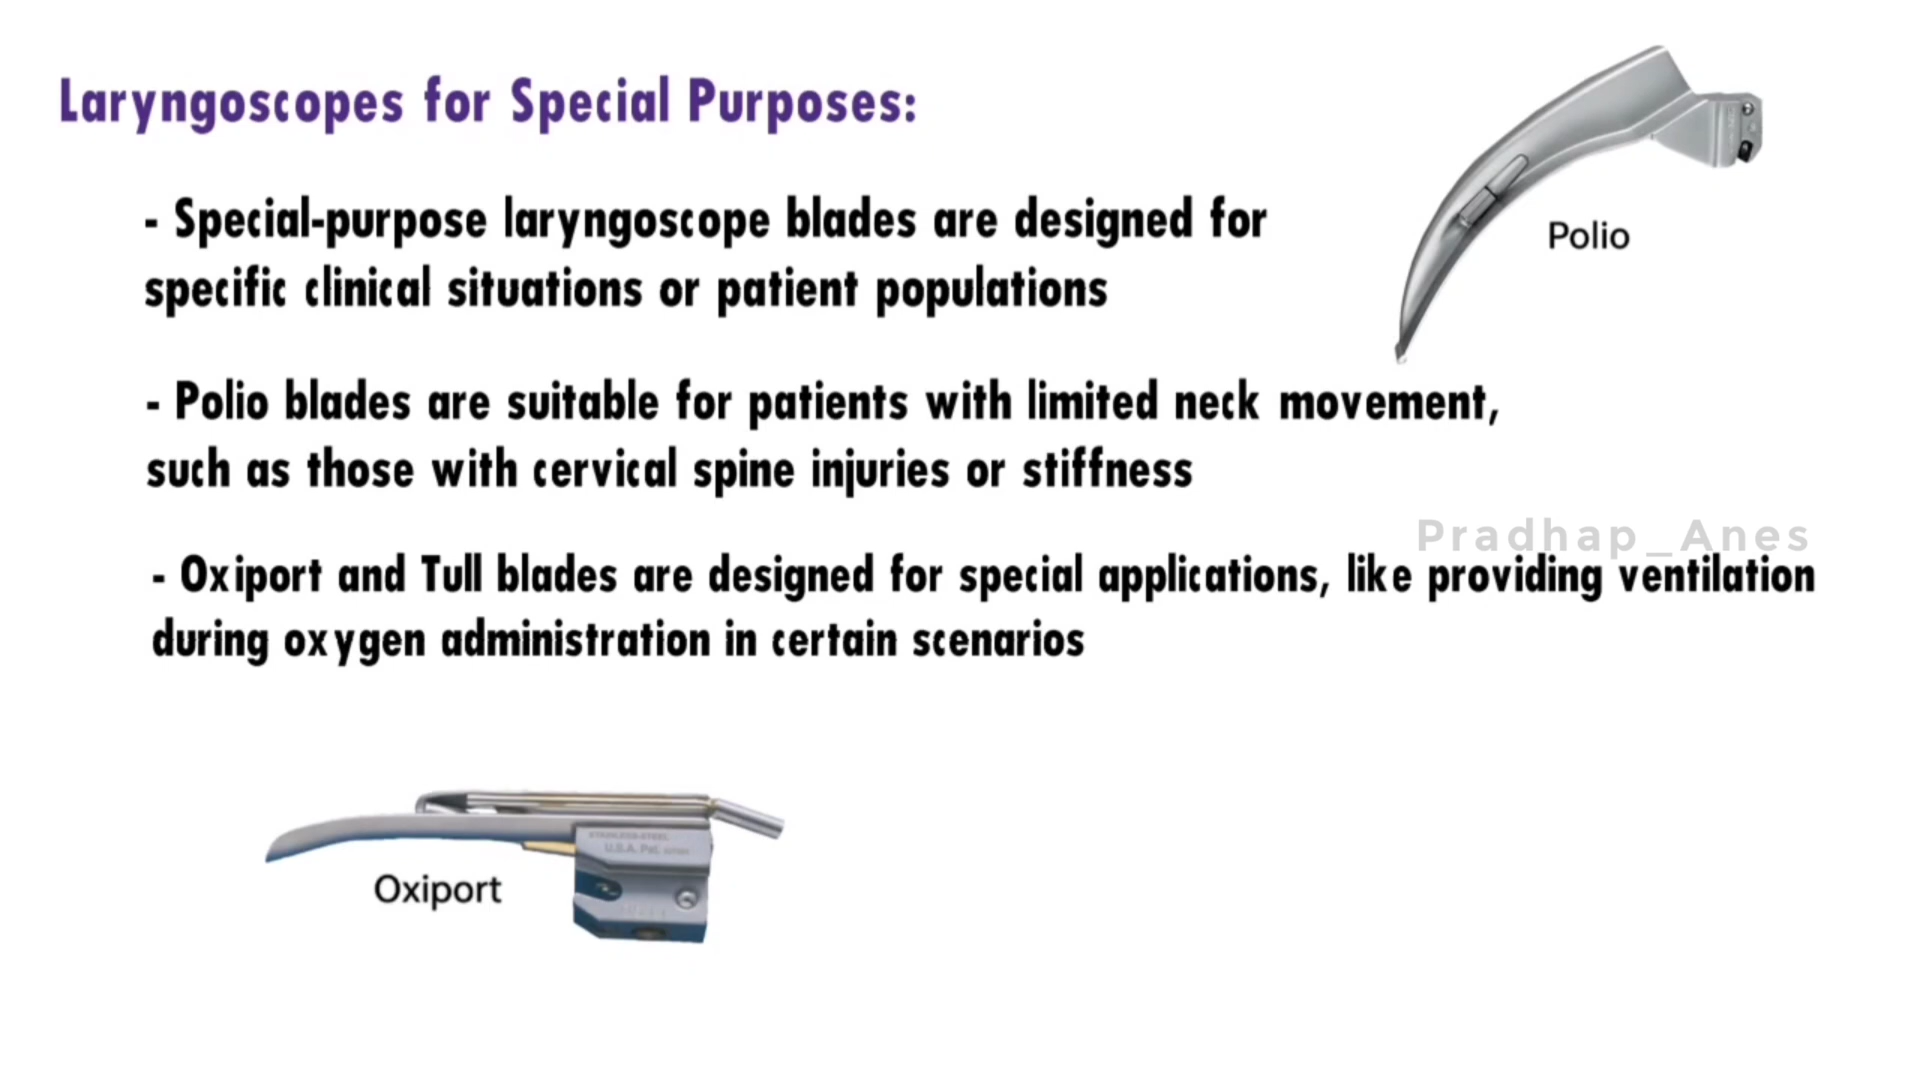 Laryngoscopes for Special Purposes:
- Special-purpose laryngoscope blades are designed for
specific clinical situations or patient populations
Polio
- Polio blades are suitable for patients with limited neck movement,
such as those with cervical spine injuries or stiffness
Pradhap_Anes
- Oxiport and Tull blades are designed for special applications, like providing ventilation
during oxygen administration in certain scenarios
STAINLESS-STEEL
U.S.A. Pat.
Oxiport